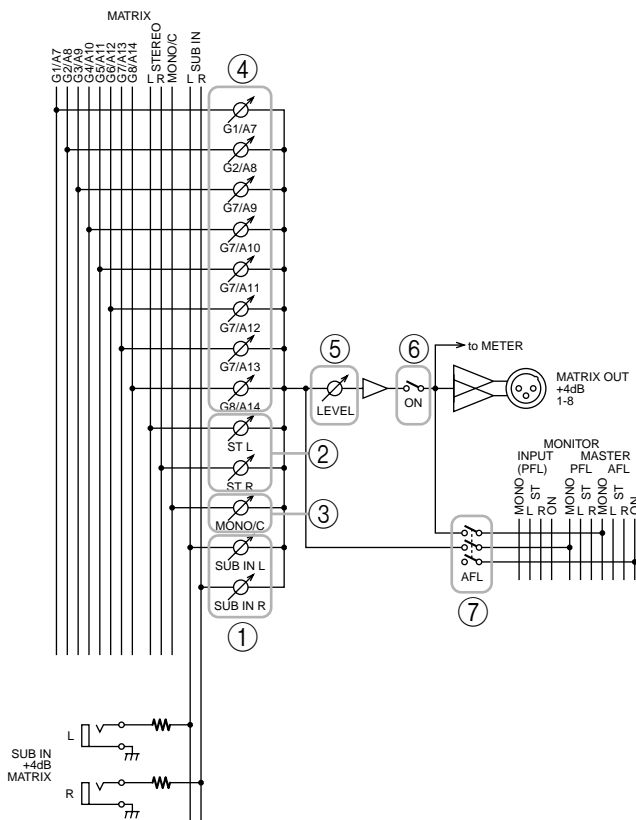 MATRIX
G1/A7
G2/A8
G3/A9
G4/A10
G5/A11
G6/A12
G7/A13
G8/A14
STEREO
L
R
MONO/C
SUB IN
L
R
④
G1/A7
G2/A8
G7/A9
G7/A10
G7/A11
G7/A12
G7/A13
G8/A14
ST L
②
ST R
MONO/C
③
SUB IN L
SUB IN R
①
⑤
LEVEL
⑥
ON
to METER
MATRIX OUT
+4dB
1-8
MONITOR
INPUT
(PFL)
MASTER
PFL
AFL
MONO
ST
L
R
ON
MONO
ST
L
R
MONO
ST
L
R
ON
AFL
⑦
SUB IN
+4dB
MATRIX
L
R